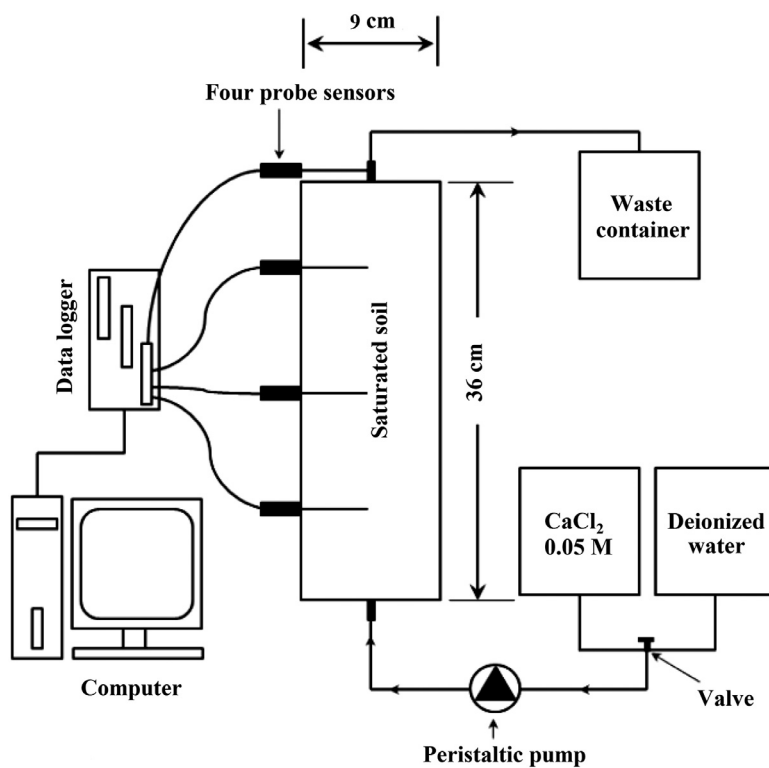 9 cm
Four probe sensors
Waste
container
Data logger
Saturated soil
36 cm
CaCl₂
0.05 M
Deionized
water
Computer
Valve
Peristaltic pump